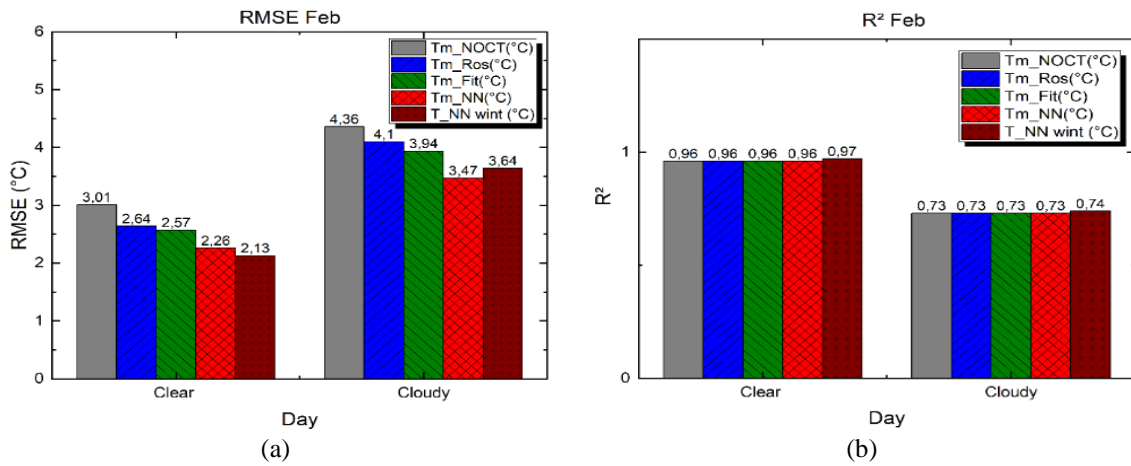 RMSE Feb
6
5
4
3
2
1
0
RMSE (°C)
Tm_NOCT(°C)
Tm_Ros(°C)
Tm_Fit(°C)
Tm_NN(°C)
T_NN wint (°C)
3,01
2,64
2,57
2,26
2,13
4,36
4,1
3,94
3,47
3,64
Clear
Cloudy
Day
(a)
R² Feb
1
0
R²
Tm_NOCT(°C)
Tm_Ros(°C)
Tm_Fit(°C)
Tm_NN(°C)
T_NN wint (°C)
0,96 0,96 0,96 0,96 0,97
0,73 0,73 0,73 0,73 0,74
Clear
Cloudy
Day
(b)